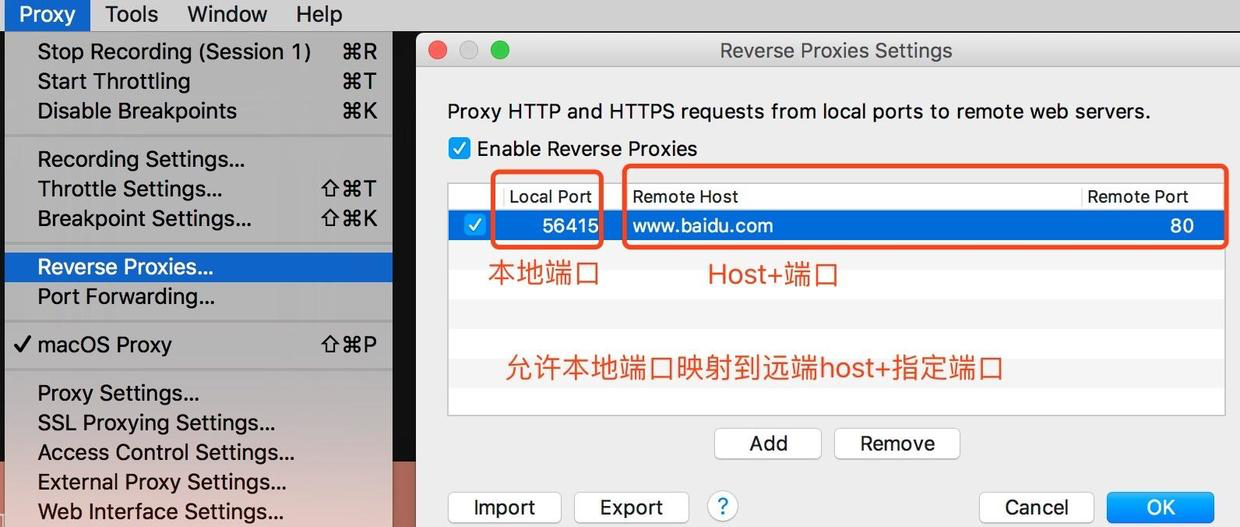 Proxy Tools Window Help
Stop Recording (Session 1) ⌘R
Start Throttling ⌘T
Disable Breakpoints ⌘K
Recording Settings...
Throttle Settings... ⇧⌘T
Breakpoint Settings... ⇧⌘K
Reverse Proxies...
Port Forwarding...
✓ macOS Proxy ⇧⌘P
Proxy Settings...
SSL Proxying Settings...
Access Control Settings...
External Proxy Settings...
Web Interface Settings...
Reverse Proxies Settings
Proxy HTTP and HTTPS requests from local ports to remote web servers.
Enable Reverse Proxies
Local Port Remote Host Remote Port
56415 www.baidu.com 80
本地端口 Host+端口
允许本地端口映射到远端host+指定端口
Add Remove
Import Export ? Cancel OK